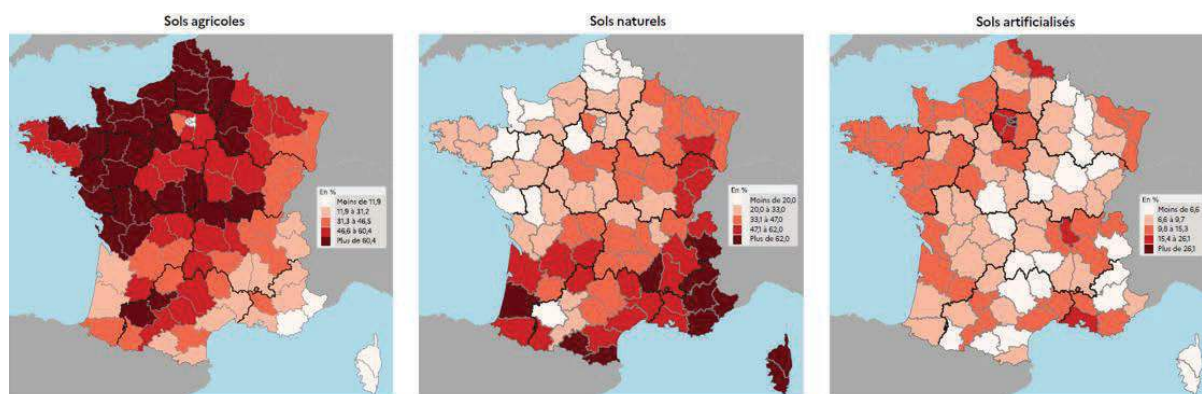 Sols agricoles
En %
Moins de 11,9
11,9 à 31,2
31,3 à 46,5
46,6 à 60,4
Plus de 60,4
Sols naturels
En %
Moins de 20,0
20,0 à 33,0
33,1 à 47,0
47,1 à 62,0
Plus de 62,0
Sols artificialisés
En %
Moins de 6,6
6,6 à 9,7
9,8 à 15,3
15,4 à 26,1
Plus de 26,1